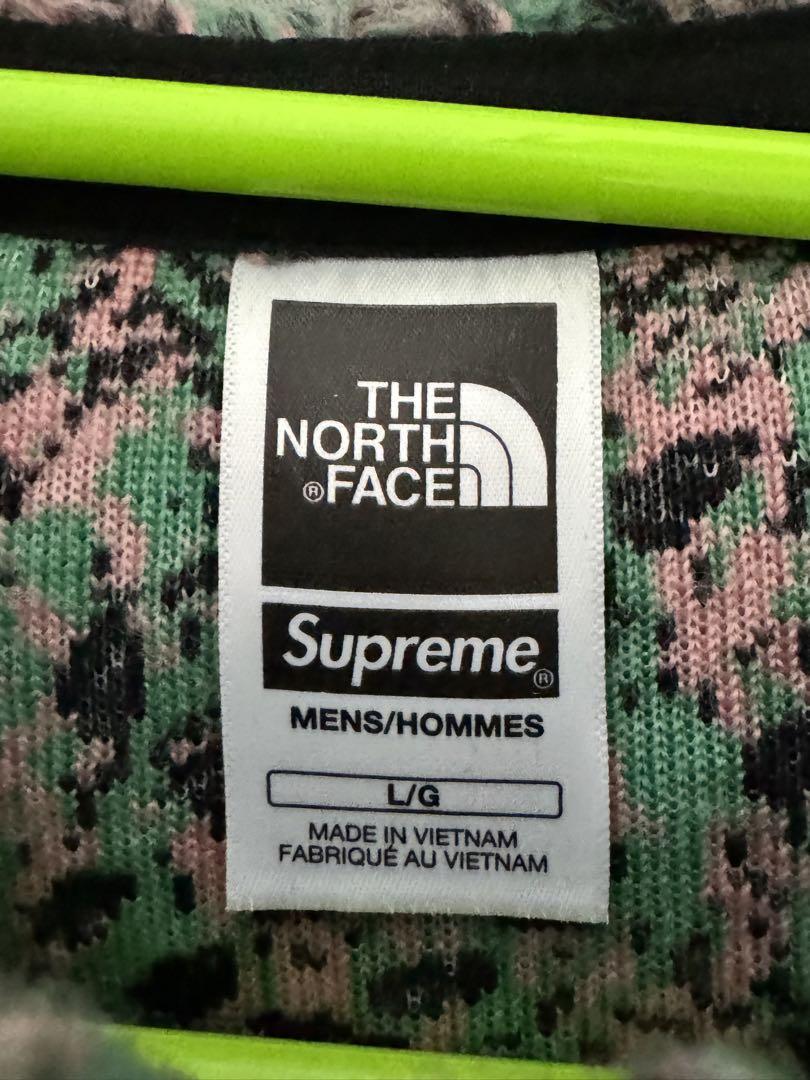 THE
NORTH
® FACE
Supreme®
MENS/HOMMES
L/G
MADE IN VIETNAM
FABRIQUÉ AU VIETNAM